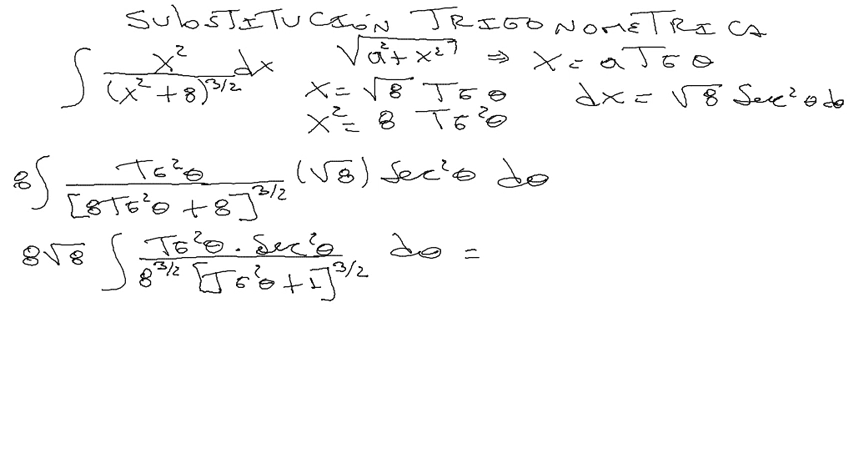 SUBSTITUCIÓN TRIGONOMETRICA
∫ x²/(x²+8)^3/2 dx √(a²+x²) ⇒ x = a TG θ
x = √8 TG θ dx = √8 Sec²θ dθ
x² = 8 TG²θ
8∫ TG²θ/[8TG²θ + 8]^3/2 (√8) Sec²θ dθ
8√8 ∫ TG²θ · Sec²θ/8^3/2 [TG²θ + 1]^3/2 dθ =